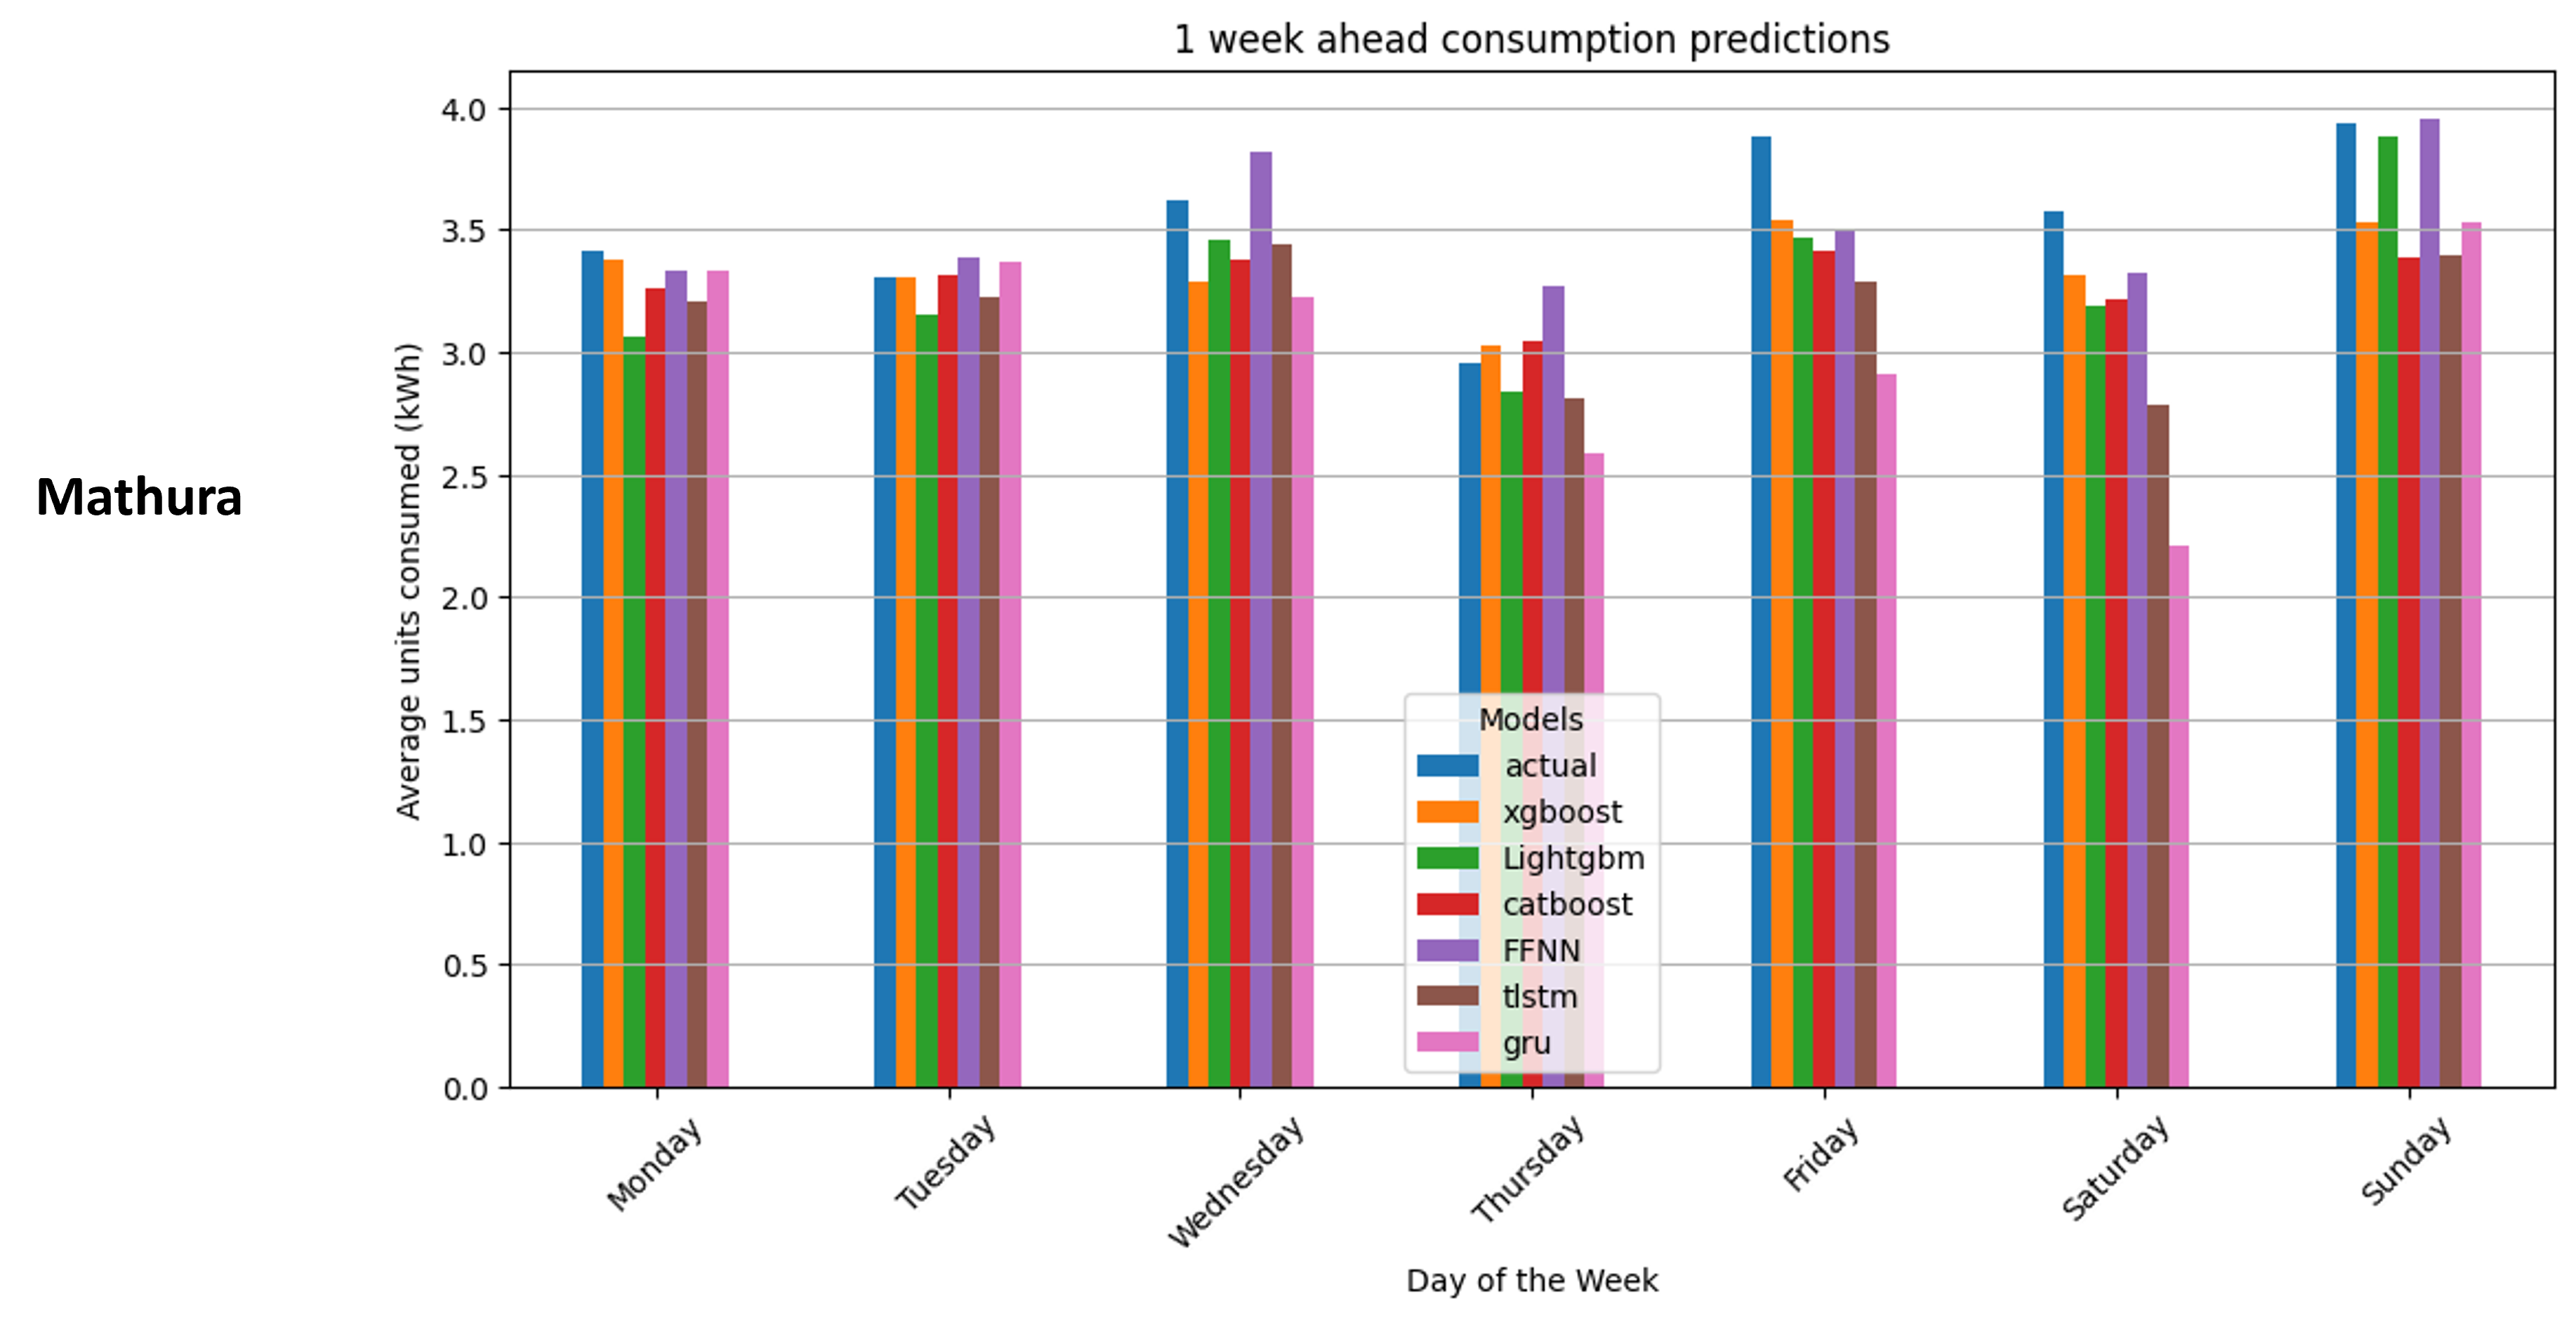 1 week ahead consumption predictions
Mathura
Average units consumed (kWh)
4.0
3.5
3.0
2.5
2.0
1.5
1.0
0.5
0.0
Models
actual
xgboost
Lightgbm
catboost
FFNN
tlstm
gru
Monday
Tuesday
Wednesday
Thursday
Friday
Saturday
Sunday
Day of the Week